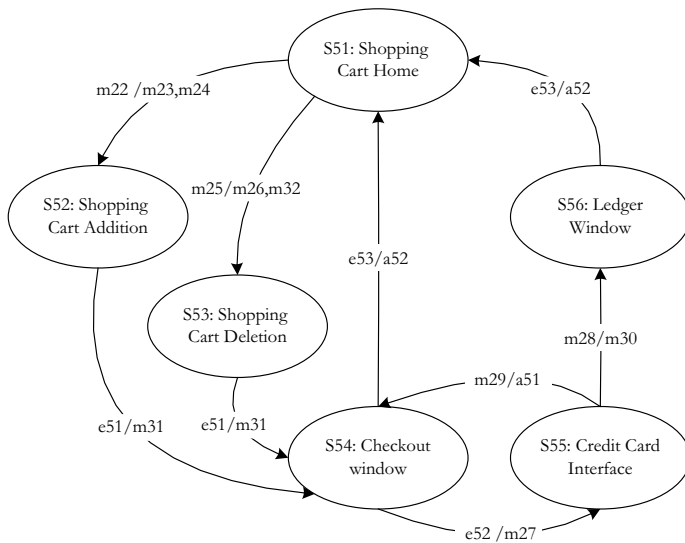 S51: Shopping
Cart Home
m22 /m23,m24
e53/a52
m25/m26,m32
S52: Shopping
Cart Addition
S56: Ledger
Window
e53/a52
S53: Shopping
Cart Deletion
m28/m30
m29/a51
e51/m31
e51/m31
S54: Checkout
window
S55: Credit Card
Interface
e52 /m27